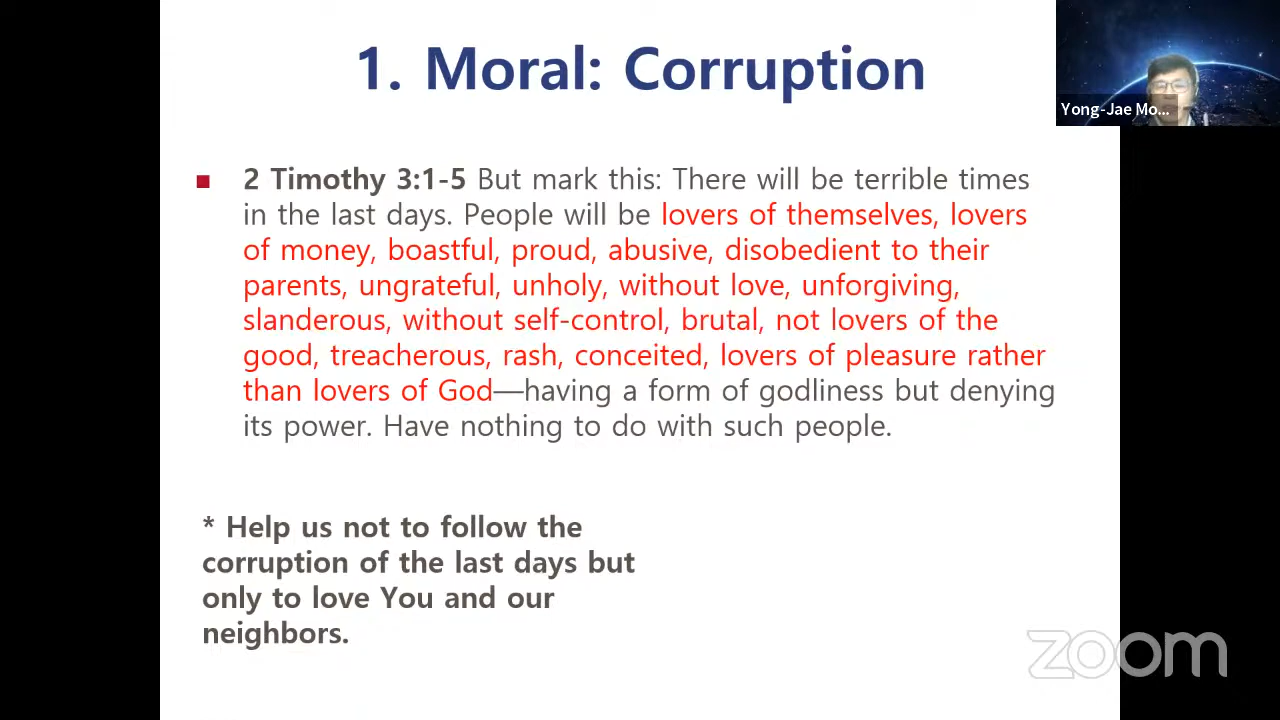 1. Moral: Corruption
Yong-Jae Mo...
■ 2 Timothy 3:1-5 But mark this: There will be terrible times
in the last days. People will be lovers of themselves, lovers
of money, boastful, proud, abusive, disobedient to their
parents, ungrateful, unholy, without love, unforgiving,
slanderous, without self-control, brutal, not lovers of the
good, treacherous, rash, conceited, lovers of pleasure rather
than lovers of God—having a form of godliness but denying
its power. Have nothing to do with such people.
* Help us not to follow the
corruption of the last days but
only to love You and our
neighbors.
zoom